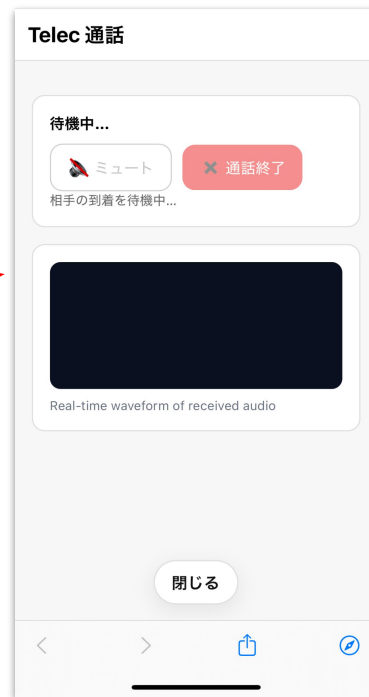 Telec 通話
待機中...
ミュート
通話終了
相手の到着を待機中...
Real-time waveform of received audio
閉じる